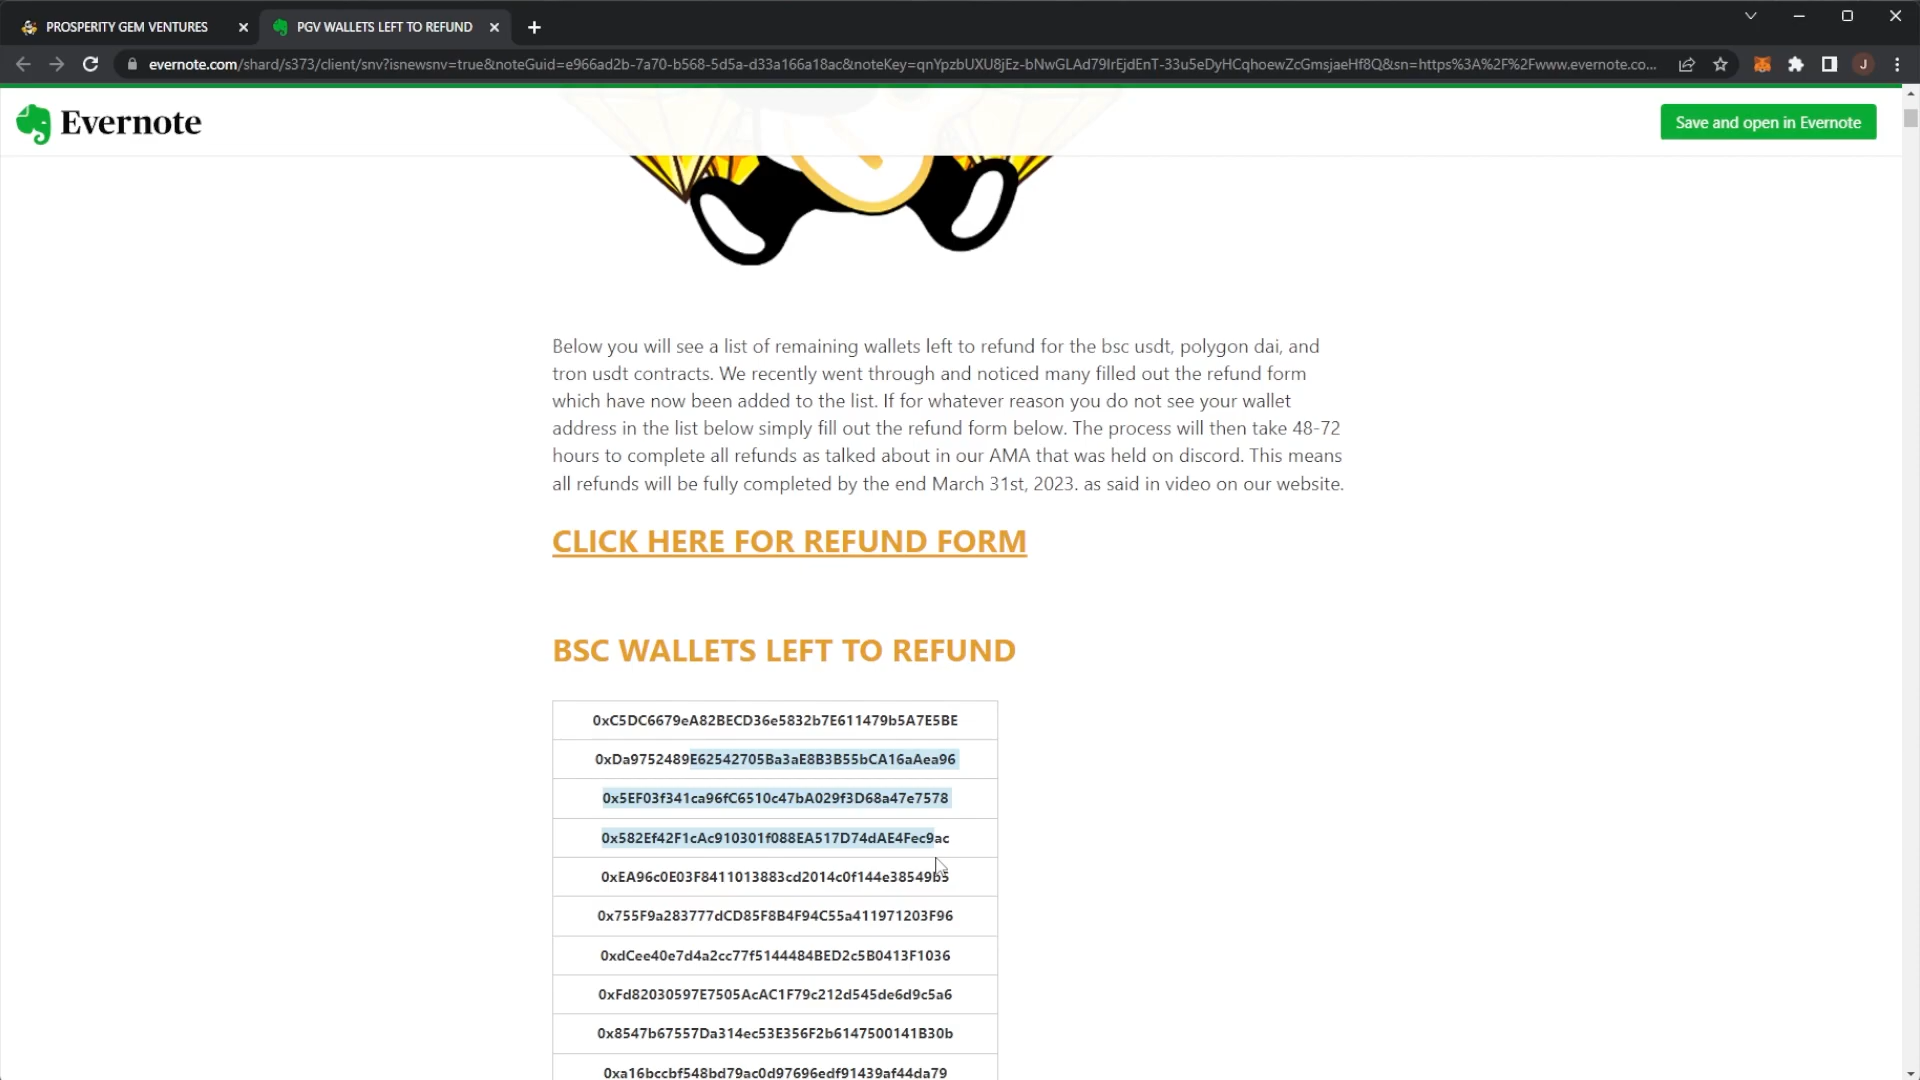 PROSPERITY GEM VENTURES
PGV WALLETS LEFT TO REFUND
evernote.com/shard/s373/client/snv?isnewsnv=true&noteGuid=e966ad2b-7a70-b568-5d5a-d33a166a18ac&noteKey=qnYpzbUXU8jEz-bNwGLAd79IrEjdEnT-33u5eDyHCqhoewZcGmsjaeHf8Q&sn=https%3A%2F%2Fwww.evernote.co...
J
Evernote
Save and open in Evernote
Below you will see a list of remaining wallets left to refund for the bsc usdt, polygon dai, and
tron usdt contracts. We recently went through and noticed many filled out the refund form
which have now been added to the list. If for whatever reason you do not see your wallet
address in the list below simply fill out the refund form below. The process will then take 48-72
hours to complete all refunds as talked about in our AMA that was held on discord. This means
all refunds will be fully completed by the end March 31st, 2023. as said in video on our website.
CLICK HERE FOR REFUND FORM
BSC WALLETS LEFT TO REFUND
0xC5DC6679eA82BECD36e5832b7E611479b5A7E5BE
0xDa9752489E62542705Ba3aE8B3B55bCA16aAea96
0x5EF03f341ca96fC6510c47bA029f3D68a47e7578
0x582Ef42F1cAc910301f088EA517D74dAE4Fec9ac
0xEA96c0E03F8411013883cd2014c0f144e38549b5
0x755F9a283777dCD85F8B4F94C55a411971203F96
0xdCee40e7d4a2cc77f5144484BED2c5B0413F1036
0xFd82030597E7505AcAC1F79c212d545de6d9c5a6
0x8547b67557Da314ec53E356F2b6147500141B30b
0xa16bccbf548bd79ac0d97696edf91439af44da79